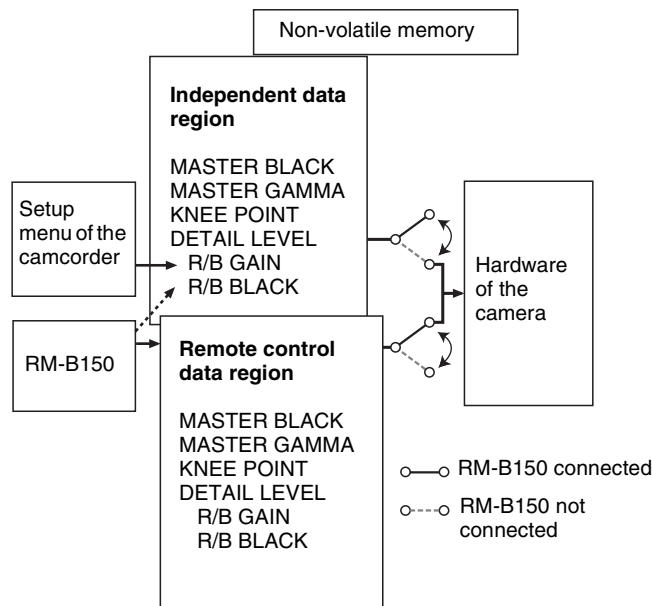 Non-volatile memory
Independent data
region
MASTER BLACK
MASTER GAMMA
KNEE POINT
DETAIL LEVEL
R/B GAIN
R/B BLACK
Setup
menu of the
camcorder
RM-B150
Remote control
data region
MASTER BLACK
MASTER GAMMA
KNEE POINT
DETAIL LEVEL
R/B GAIN
R/B BLACK
Hardware
of the
camera
RM-B150 connected
RM-B150 not
connected